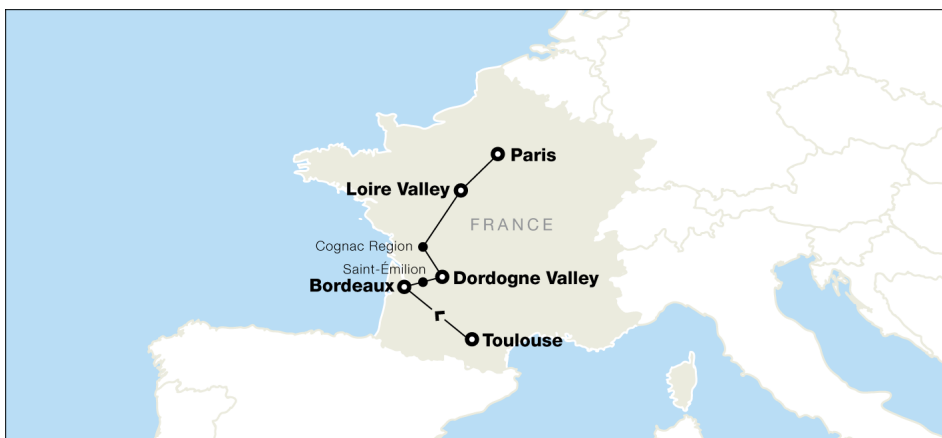 Paris
Loire Valley
FRANCE
Cognac Region
Saint-Émilion
Dordogne Valley
Bordeaux
Toulouse